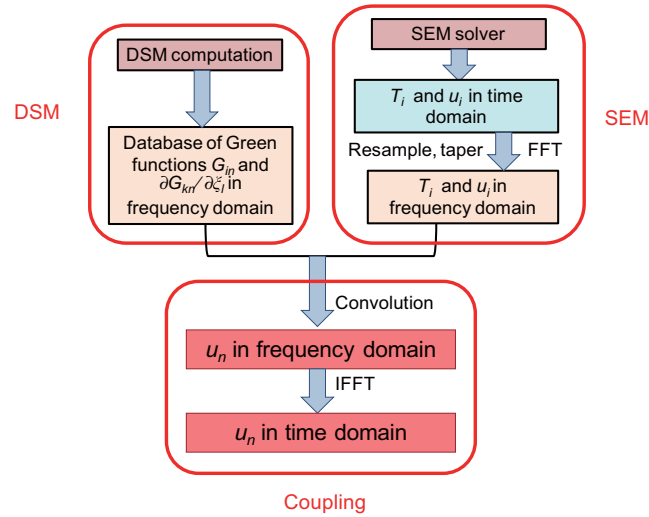 DSM computation
DSM
Database of Green
functions G_in and
∂G_kn/∂ξ_l in
frequency domain
SEM solver
SEM
T_i and u_i in time
domain
Resample, taper
FFT
T_i and u_i in
frequency domain
Convolution
u_n in frequency domain
IFFT
u_n in time domain
Coupling